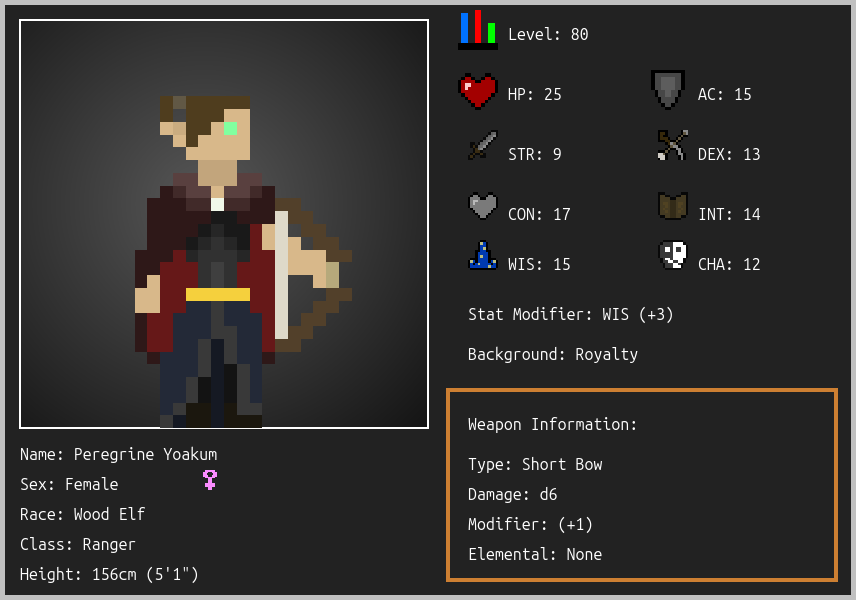 Level: 80
HP: 25
AC: 15
STR: 9
DEX: 13
CON: 17
INT: 14
WIS: 15
CHA: 12
Stat Modifier: WIS (+3)
Background: Royalty
Weapon Information:
Type: Short Bow
Damage: d6
Modifier: (+1)
Elemental: None
Name: Peregrine Yoakum
Sex: Female
Race: Wood Elf
Class: Ranger
Height: 156cm (5'1")